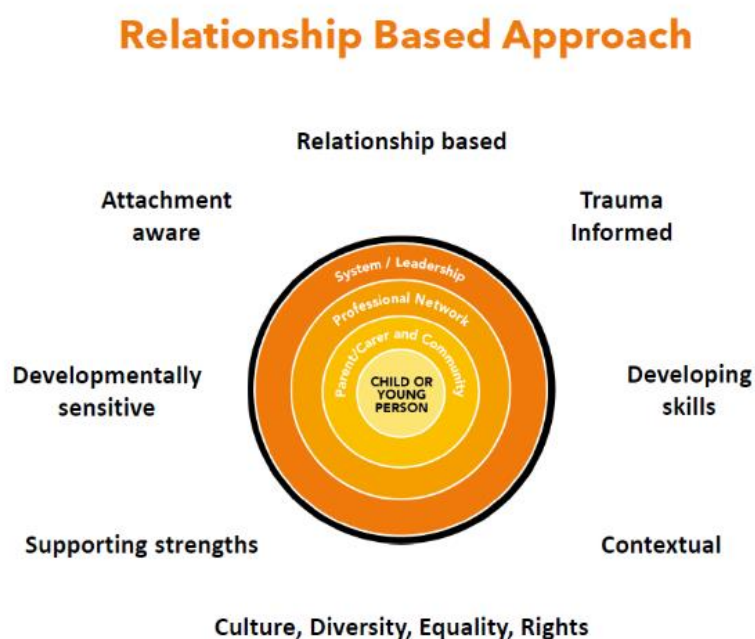 Relationship Based Approach
Relationship based
Attachment
aware
Trauma
Informed
System / Leadership
Professional Network
Parent/Carer and Community
CHILD OR
YOUNG
PERSON
Developmentally
sensitive
Developing
skills
Supporting strengths
Contextual
Culture, Diversity, Equality, Rights